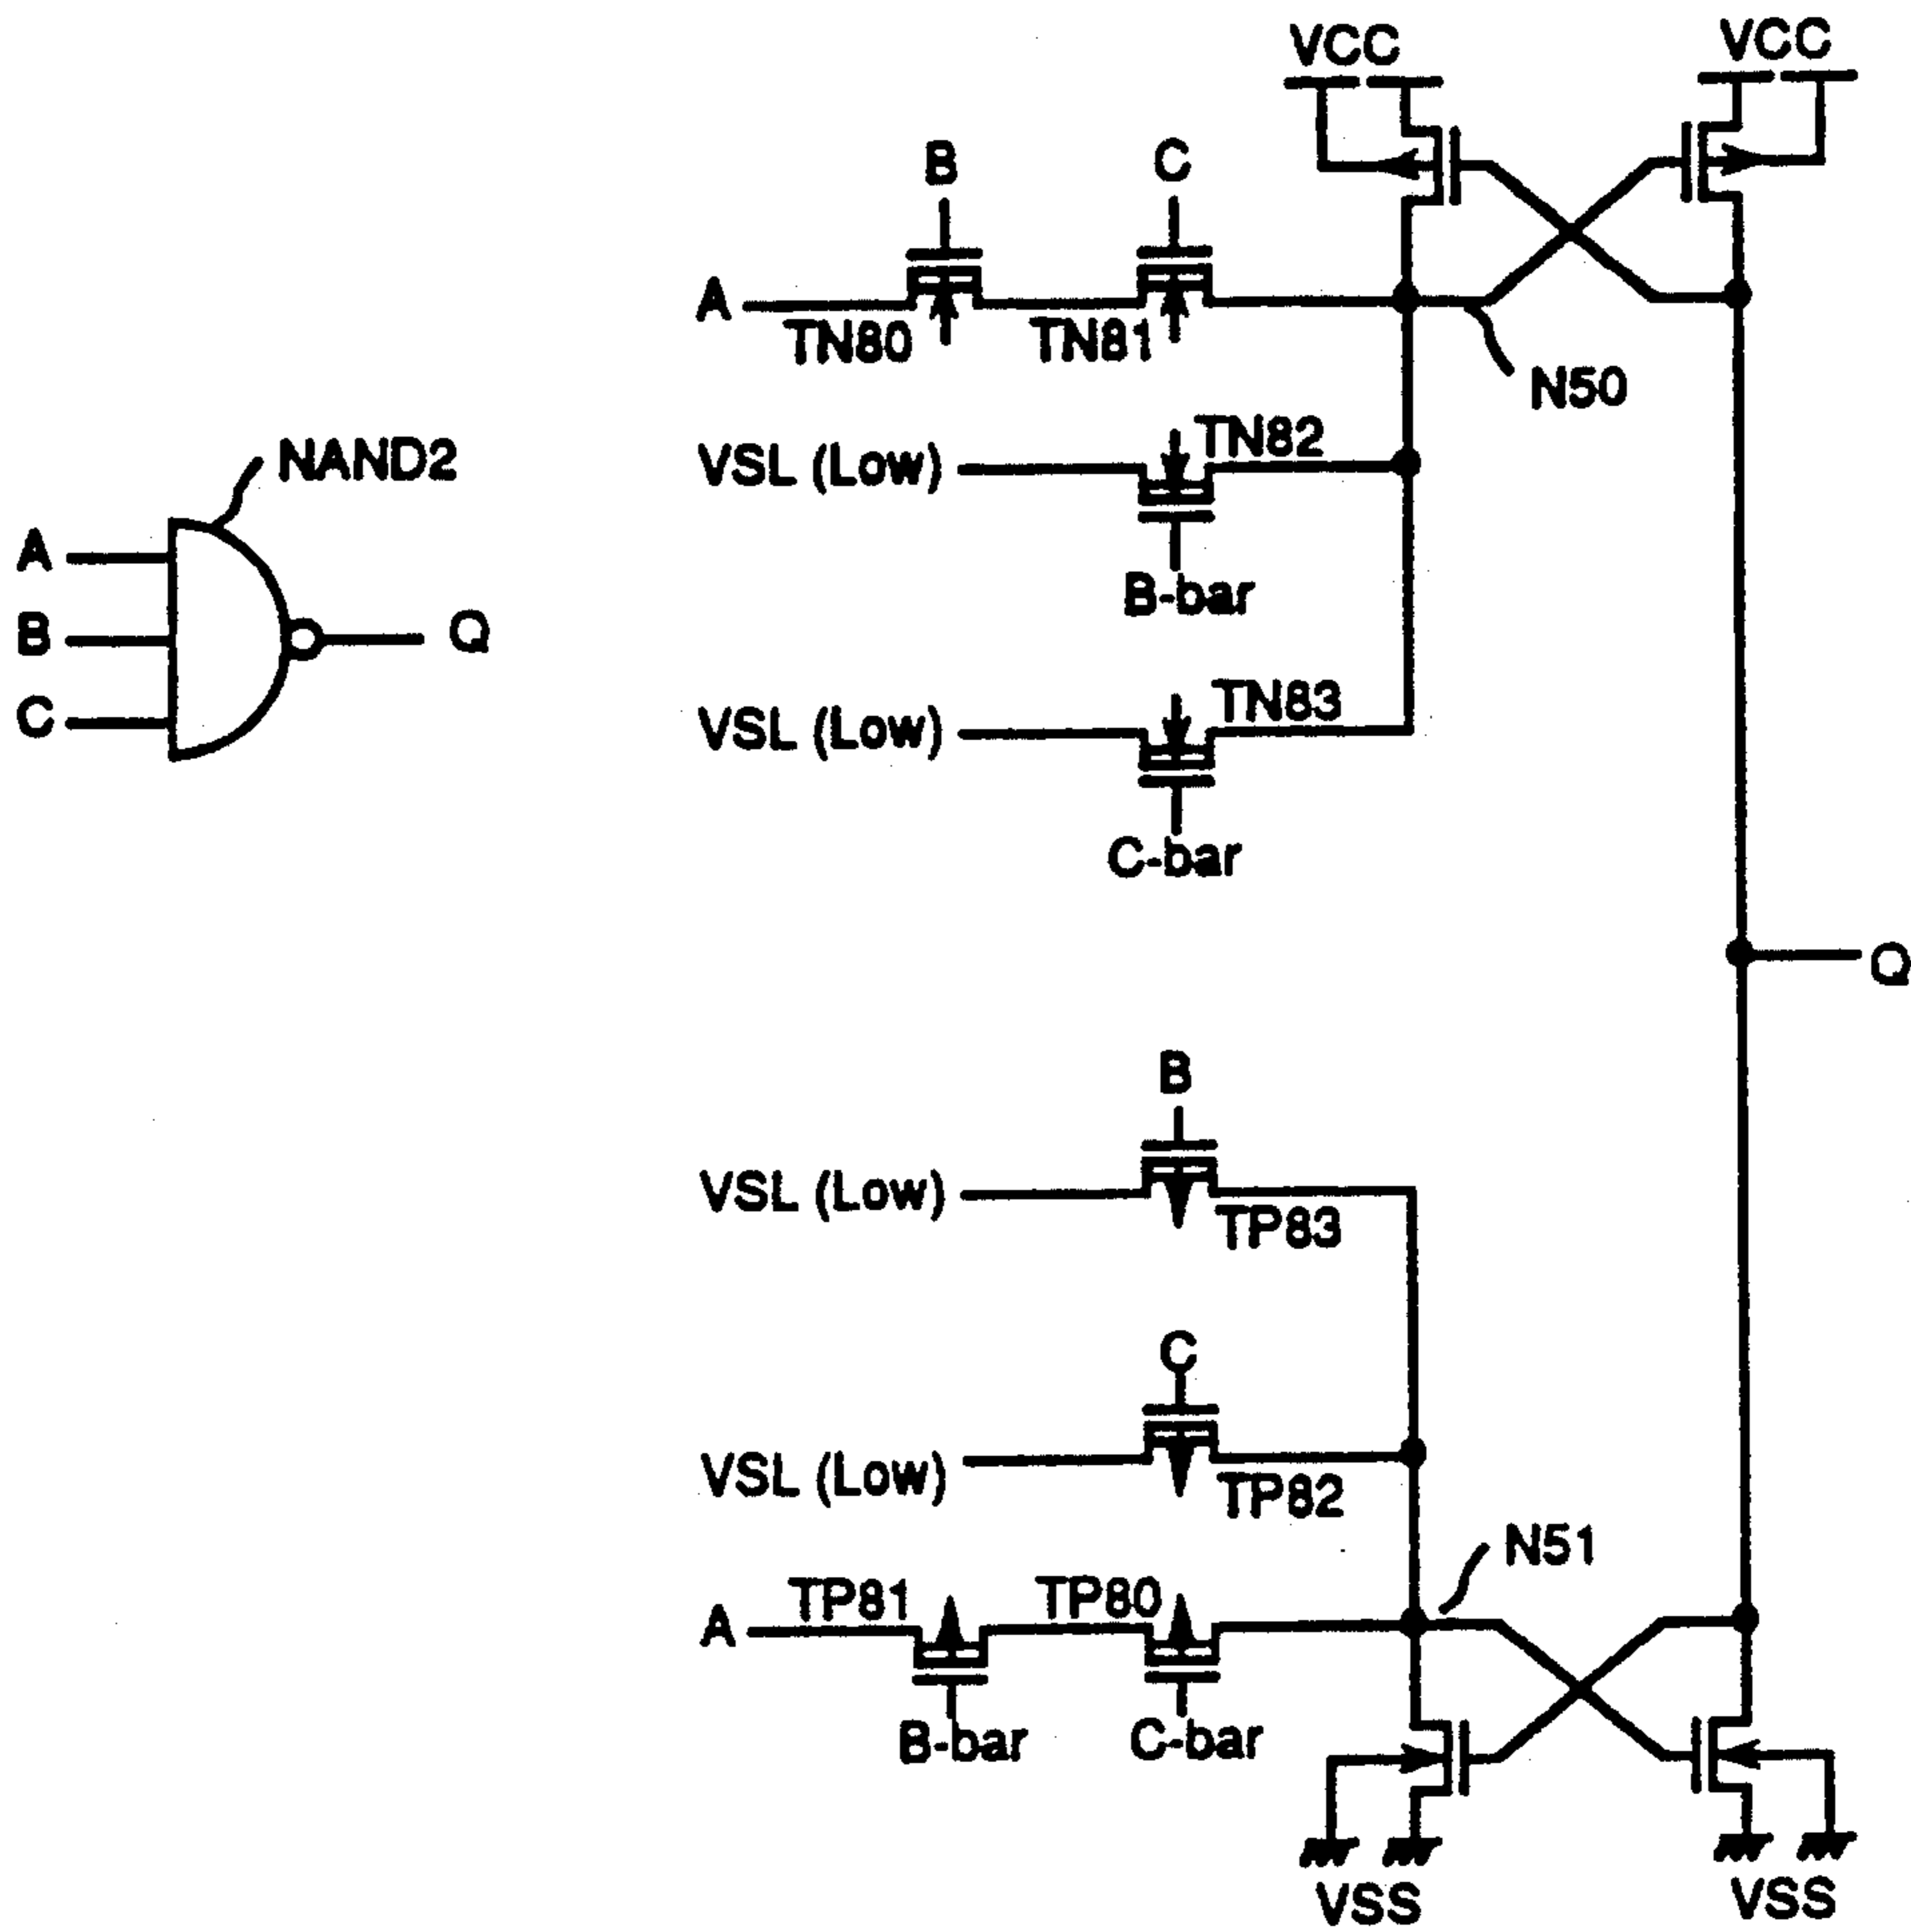 VCC
VCC
B
C
A
TN80
TN81
N50
NAND2
VSL (Low)
TN82
A
B-bar
B
Q
TN83
C
VSL (Low)
C-bar
Q
B
VSL (Low)
TP83
C
VSL (Low)
TP82
N51
TP81
TP80
A
B-bar
C-bar
VSS
VSS